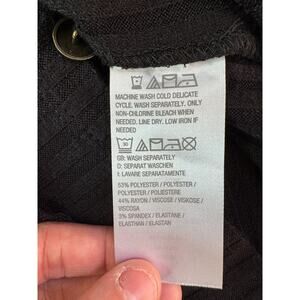 MACHINE WASH COLD DELICATE
CYCLE. WASH SEPARATELY. ONLY
NON-CHLORINE BLEACH WHEN
NEEDED. LINE DRY. LOW IRON IF
NEEDED
30
GB: WASH SEPARATELY
D: SEPARAT WASCHEN
I: LAVARE SEPARATAMENTE
53% POLYESTER / POLYESTER /
POLYESTER / POLIESTERE
44% RAYON / VISCOSE / VISKOSE /
VISCOSA
3% SPANDEX / ELASTANE /
ELASTHAN / ELASTAN